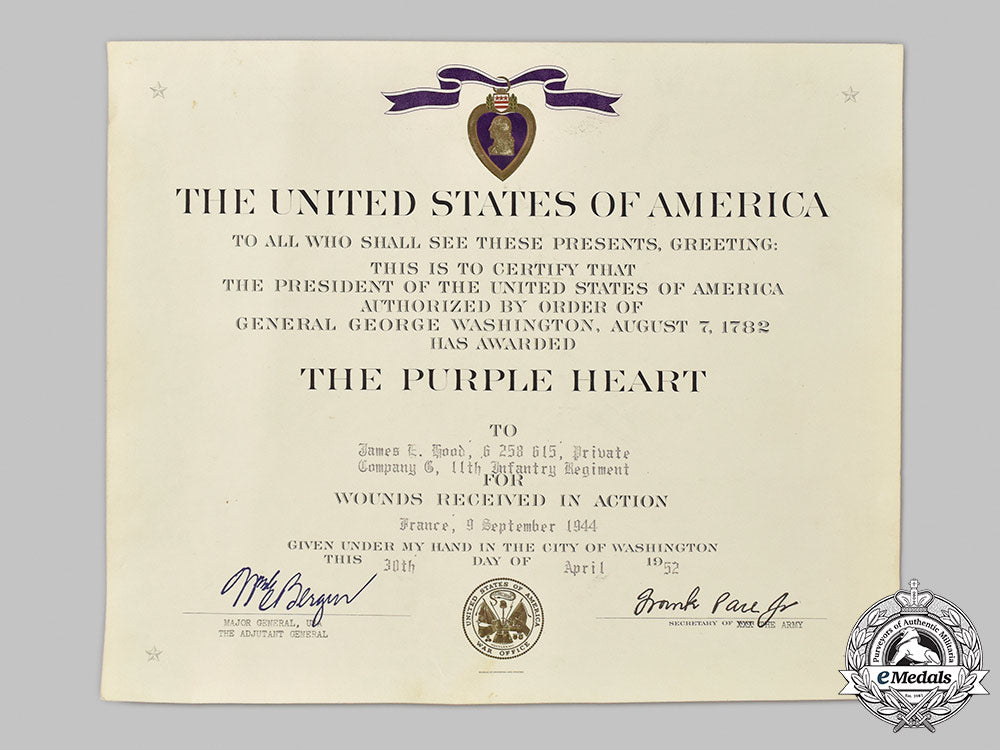 THE UNITED STATES OF AMERICA
TO ALL WHO SHALL SEE THESE PRESENTS, GREETING:
THIS IS TO CERTIFY THAT
THE PRESIDENT OF THE UNITED STATES OF AMERICA
AUTHORIZED BY ORDER OF
GENERAL GEORGE WASHINGTON, AUGUST 7, 1782
HAS AWARDED
THE PURPLE HEART
TO
James E. Hood, 6 258 615, Private
Company G, 11th Infantry Regiment
FOR
WOUNDS RECEIVED IN ACTION
France, 9 September 1944
GIVEN UNDER MY HAND IN THE CITY OF WASHINGTON
THIS 30th DAY OF April 1952
Wm E Bergin
MAJOR GENERAL,
THE ADJUTANT GENERAL
UNITED STATES OF AMERICA
WAR OFFICE
Frank Pace Jr
SECRETARY OF THE ARMY
Purveyors of Authentic Militaria
eMedals